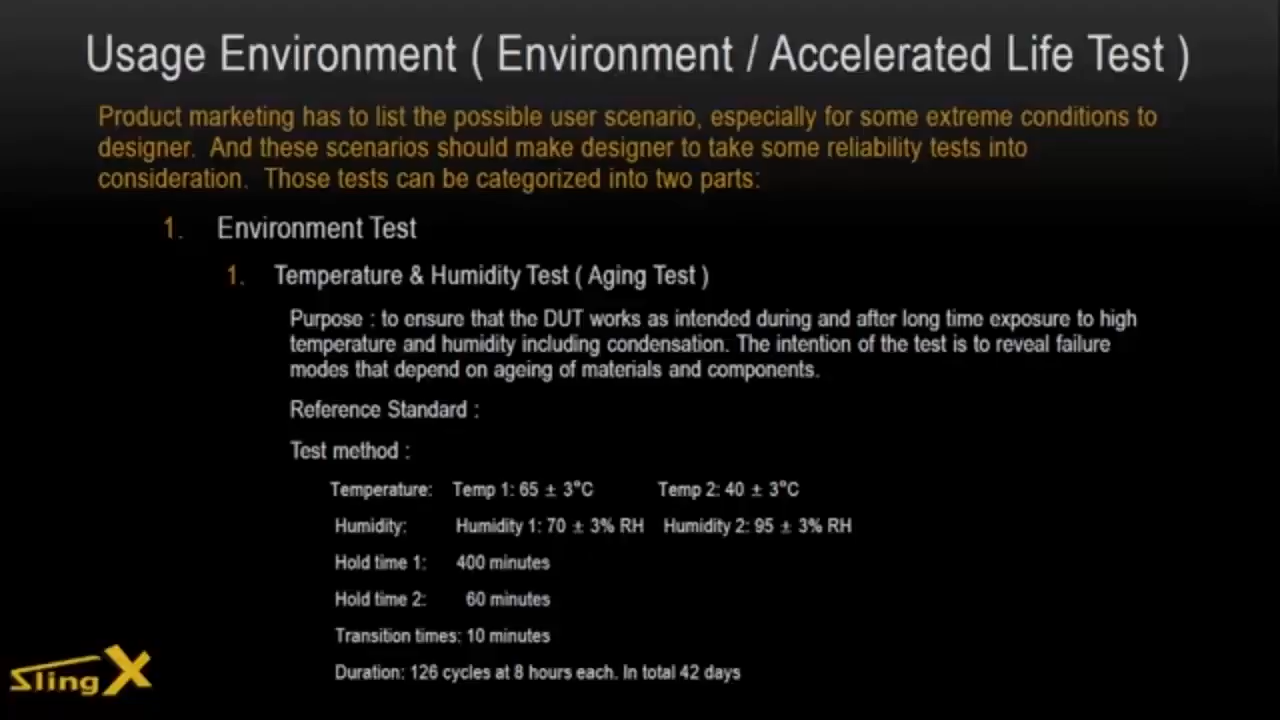 Usage Environment ( Environment / Accelerated Life Test )
Product marketing has to list the possible user scenario, especially for some extreme conditions to
designer. And these scenarios should make designer to take some reliability tests into
consideration. Those tests can be categorized into two parts:
1. Environment Test
1. Temperature & Humidity Test ( Aging Test )
Purpose : to ensure that the DUT works as intended during and after long time exposure to high
temperature and humidity including condensation. The intention of the test is to reveal failure
modes that depend on ageing of materials and components.
Reference Standard :
Test method :
Temperature: Temp 1: 65 ± 3°C Temp 2: 40 ± 3°C
Humidity: Humidity 1: 70 ± 3% RH Humidity 2: 95 ± 3% RH
Hold time 1: 400 minutes
Hold time 2: 60 minutes
Transition times: 10 minutes
Duration: 126 cycles at 8 hours each. In total 42 days
SlingX